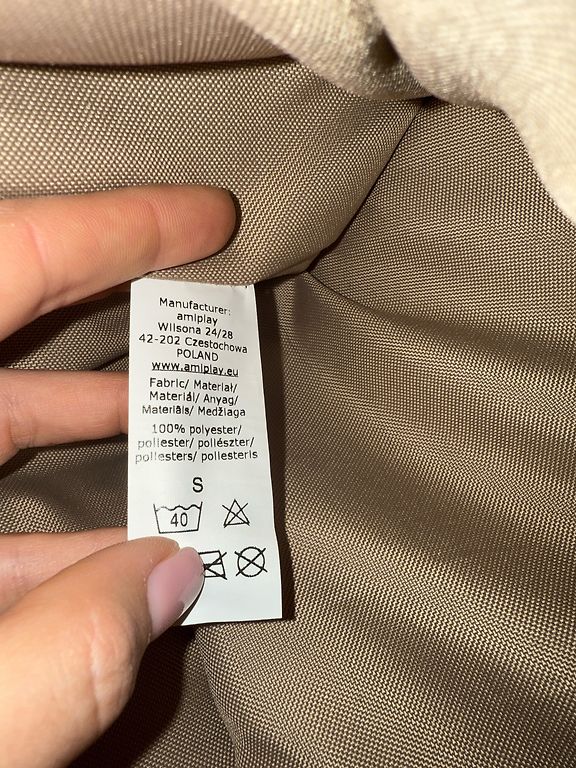 Manufacturer:
amiplay
Wilsona 24/28
42-202 Czestochowa
POLAND
www.amiplay.eu
Fabric/ Materiał/
Materiál/ Anyag/
Materiāls/ Medžiaga
100% polyester/
poliester/ poliészter/
poliesters/ poliesteris
S
40